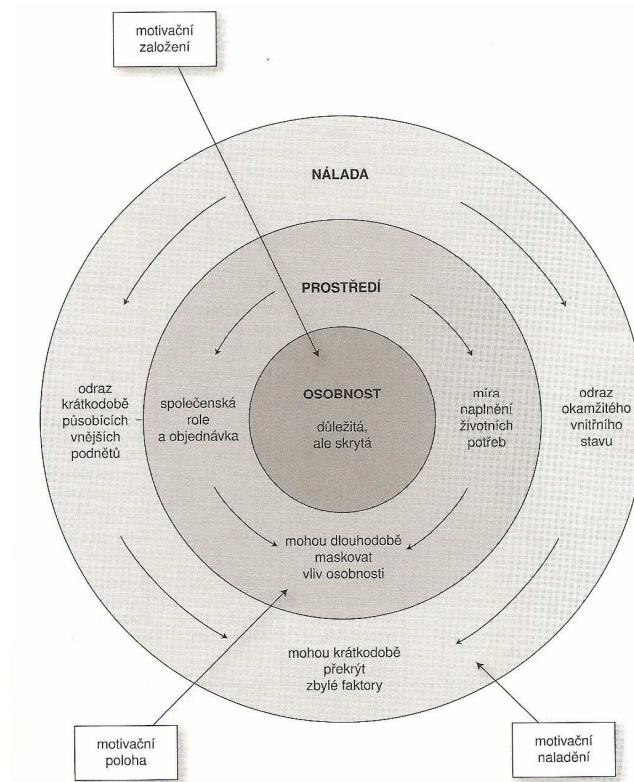 motivační
založení
NÁLADA
PROSTŘEDÍ
OSOBNOST
důležitá,
ale skrytá
společenská
role
a objednávka
míra
naplnění
životních
potřeb
odraz
krátkodobě
působících
vnějších
podnětů
odraz
okamžitého
vnitřního
stavu
mohou dlouhodobě
maskovat
vliv osobnosti
mohou krátkodobě
překrýt
zbylé faktory
motivační
poloha
motivační
naladění